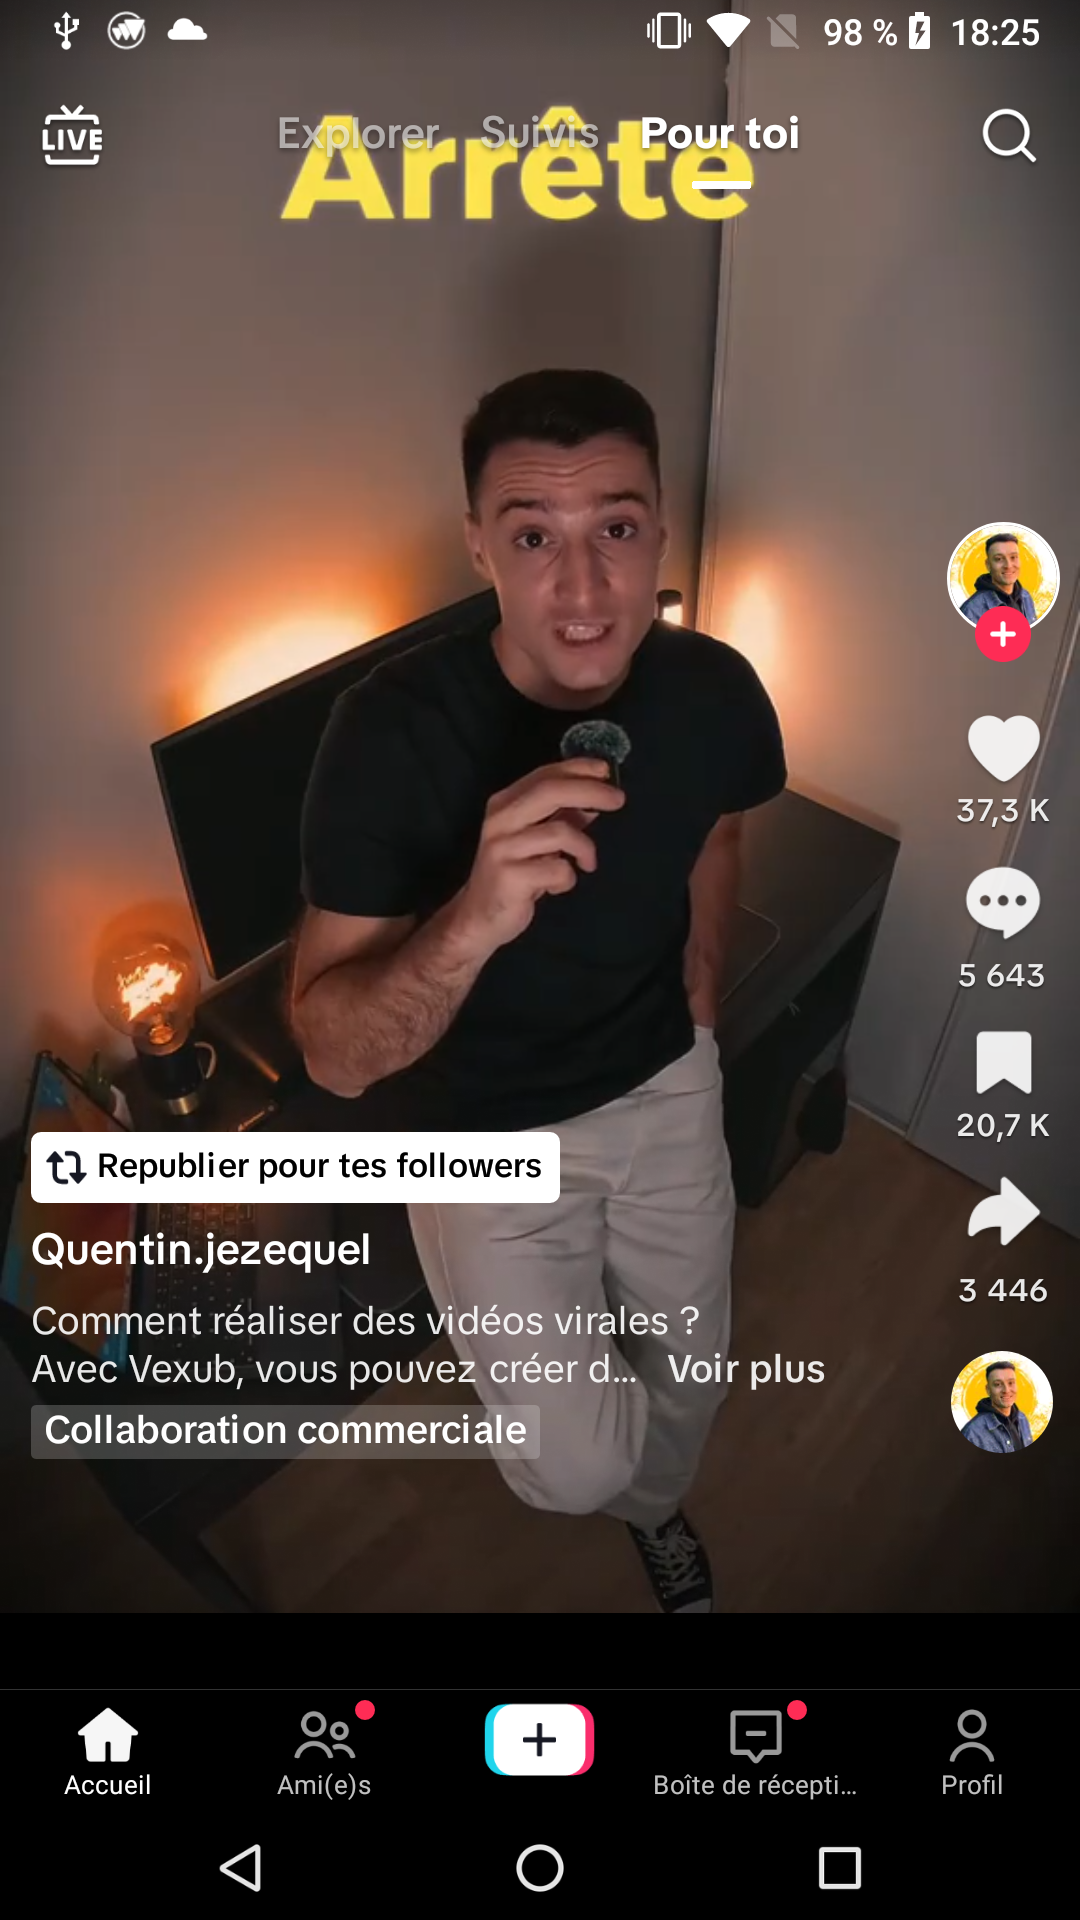 98 % 18:25
LIVE Explorer Suivis Pour toi
Arrête
37,3 K
5 643
20,7 K
3 446
Republier pour tes followers
Quentin.jezequel
Comment réaliser des vidéos virales ?
Avec Vexub, vous pouvez créer d... Voir plus
Collaboration commerciale
Accueil Ami(e)s Boîte de récepti... Profil